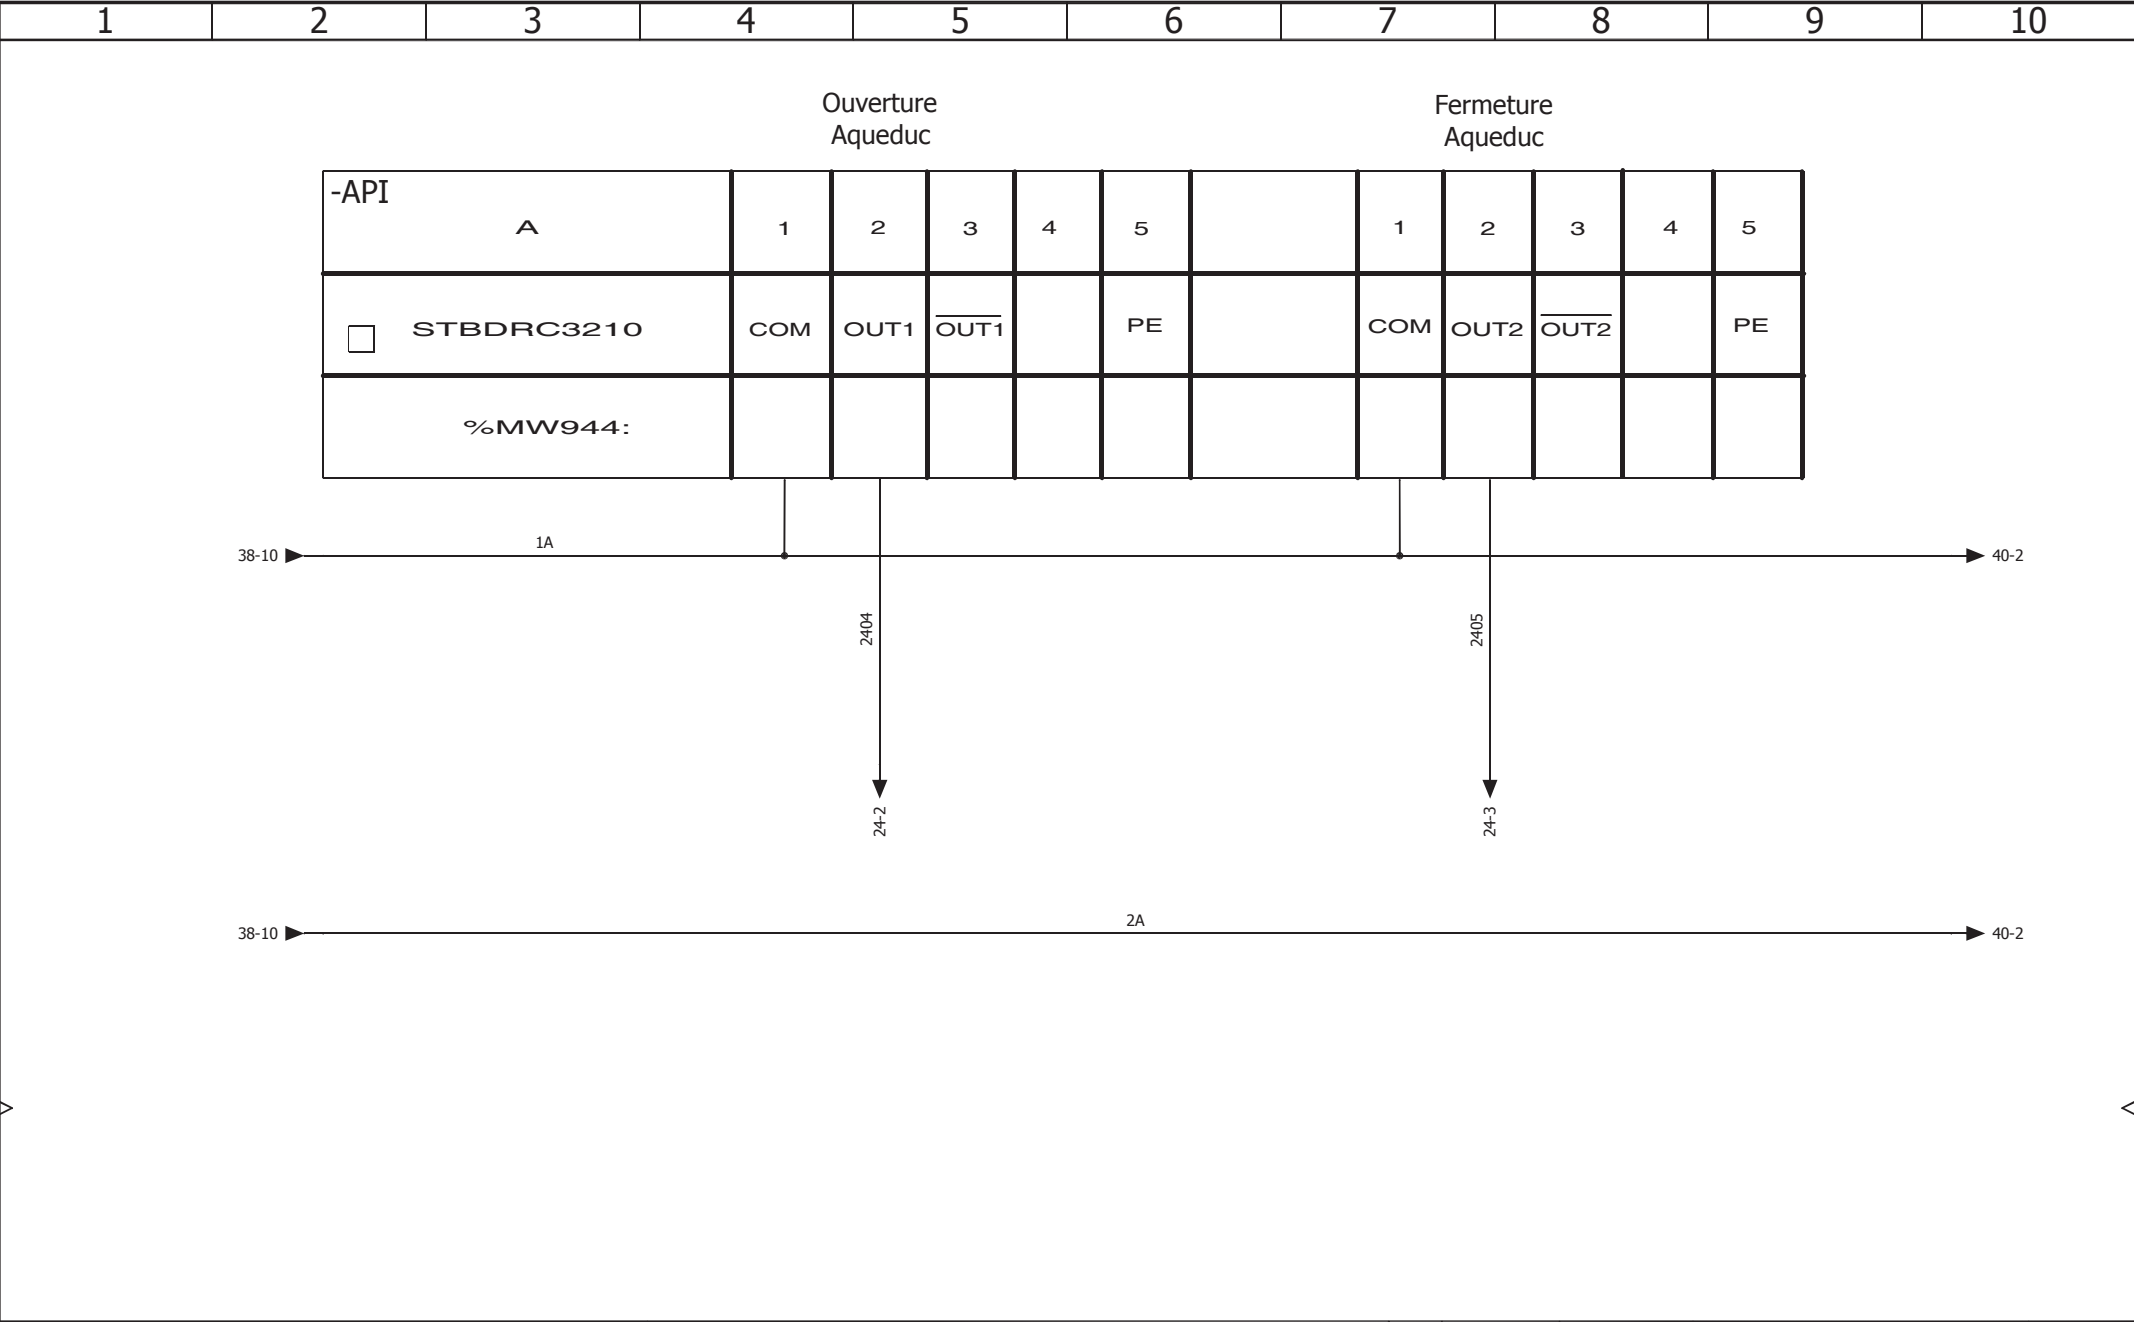 1 2 3 4 5 6 7 8 9 10
Ouverture
Aqueduc
Fermeture
Aqueduc
-API
A 1 2 3 4 5 1 2 3 4 5
STBDRC3210 COM OUT1 OUT1 PE COM OUT2 OUT2 PE
%MW944:
1A
38-10 40-2
2404
2405
24-2
24-3
2A
38-10 40-2